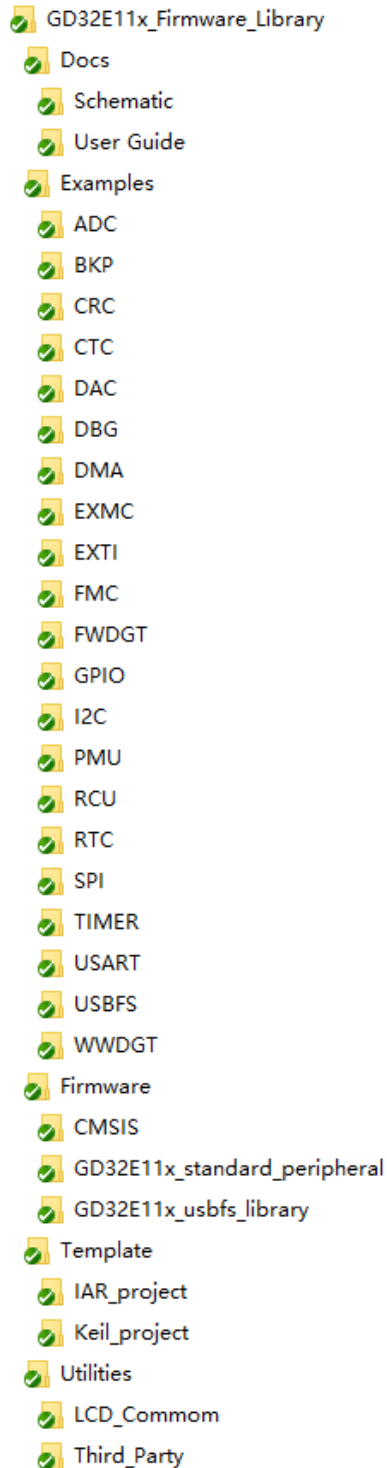 GD32E11x_Firmware_Library
Docs
Schematic
User Guide
Examples
ADC
BKP
CRC
CTC
DAC
DBG
DMA
EXMC
EXTI
FMC
FWDGT
GPIO
I2C
PMU
RCU
RTC
SPI
TIMER
USART
USBFS
WWDGT
Firmware
CMSIS
GD32E11x_standard_peripheral
GD32E11x_usbfs_library
Template
IAR_project
Keil_project
Utilities
LCD_Commom
Third_Party